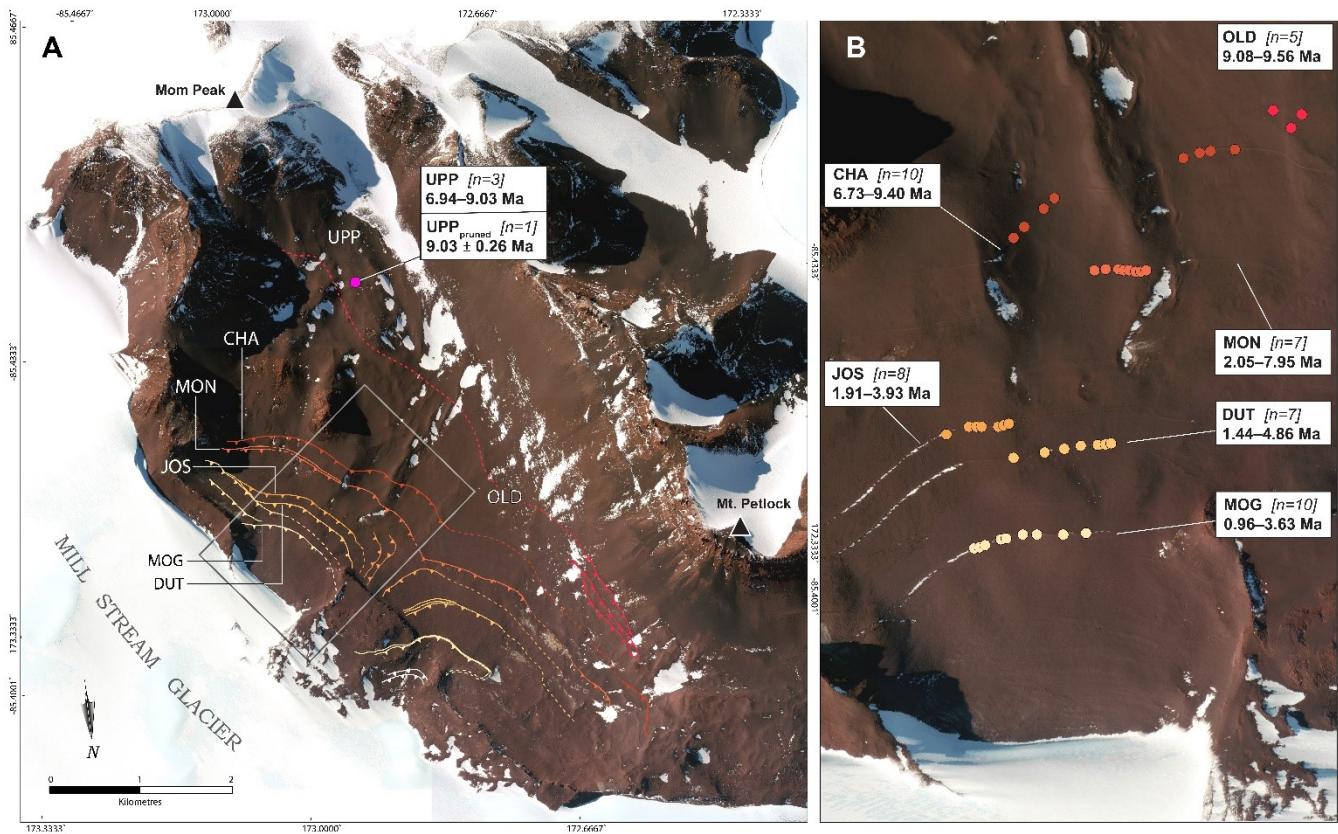 -85.4667°
173.0000°
172.6667°
172.3333°
-85.4667°
A
Mom Peak
UPP [n=3]
6.94–9.03 Ma
UPPpruned [n=1]
9.03 ± 0.26 Ma
UPP
CHA
MON
JOS
OLD
Mt. Petlock
MOG
DUT
MILL
STREAM GLACIER
N
0 1 2
Kilometres
-85.4333°
173.3333°
-85.4001°
-85.4333°
172.3333°
-85.4001°
173.3333°
173.0000°
172.6667°
B
OLD [n=5]
9.08–9.56 Ma
CHA [n=10]
6.73–9.40 Ma
MON [n=7]
2.05–7.95 Ma
JOS [n=8]
1.91–3.93 Ma
DUT [n=7]
1.44–4.86 Ma
MOG [n=10]
0.96–3.63 Ma